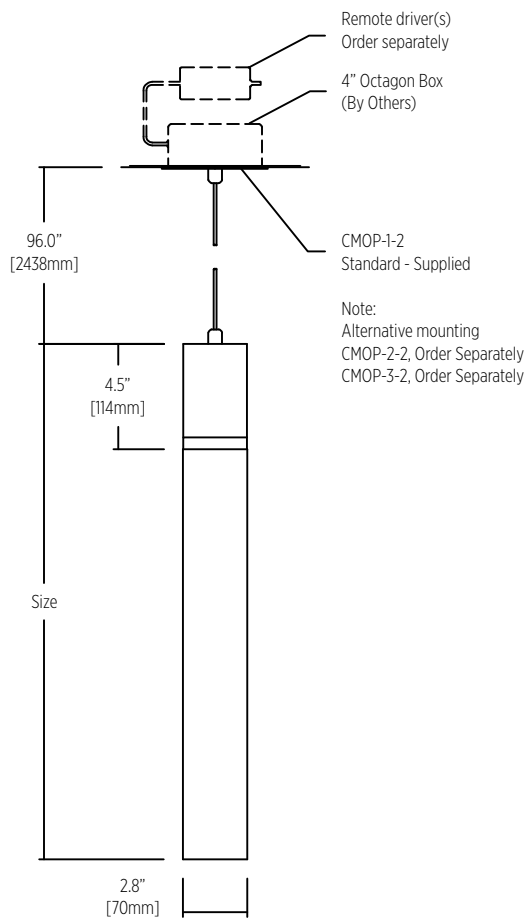 Remote driver(s)
Order separately
4” Octagon Box
(By Others)
96.0”
[2438mm]
CMOP-1-2
Standard - Supplied
Note:
Alternative mounting
CMOP-2-2, Order Separately
CMOP-3-2, Order Separately
4.5”
[114mm]
Size
2.8”
[70mm]